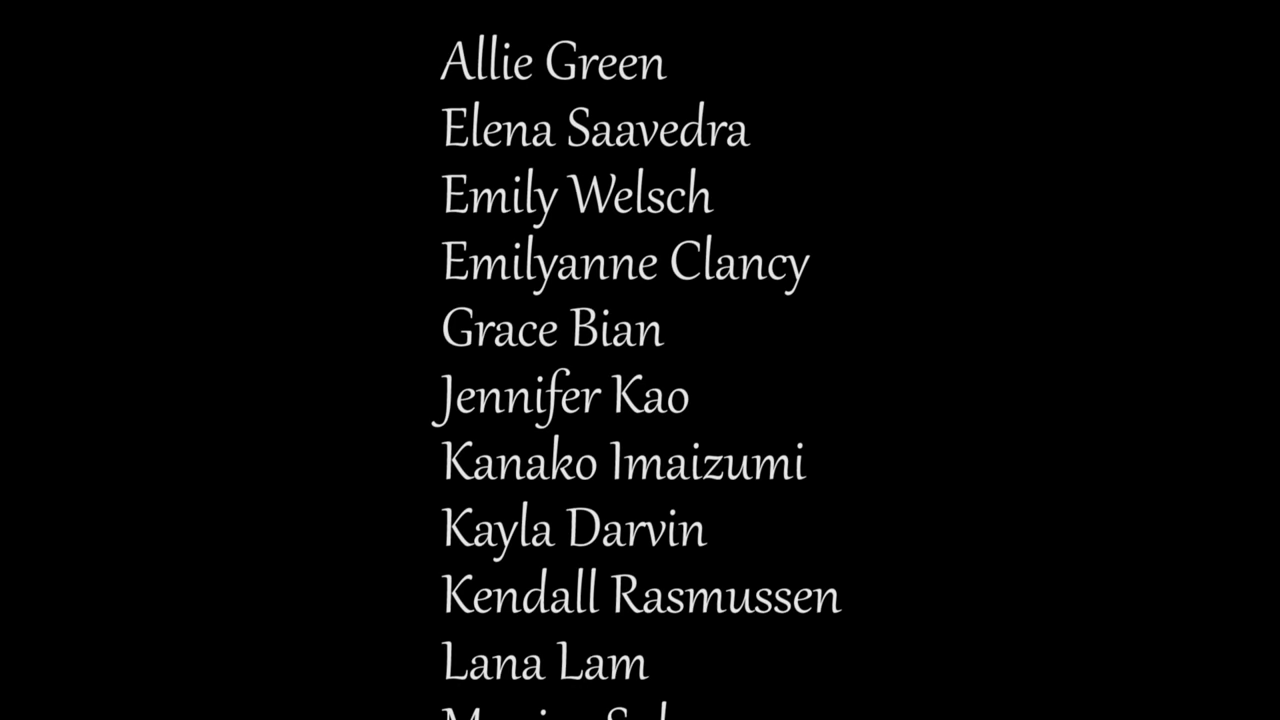 Allie Green
Elena Saavedra
Emily Welsch
Emilyanne Clancy
Grace Bian
Jennifer Kao
Kanako Imaizumi
Kayla Darvin
Kendall Rasmussen
Lana Lam